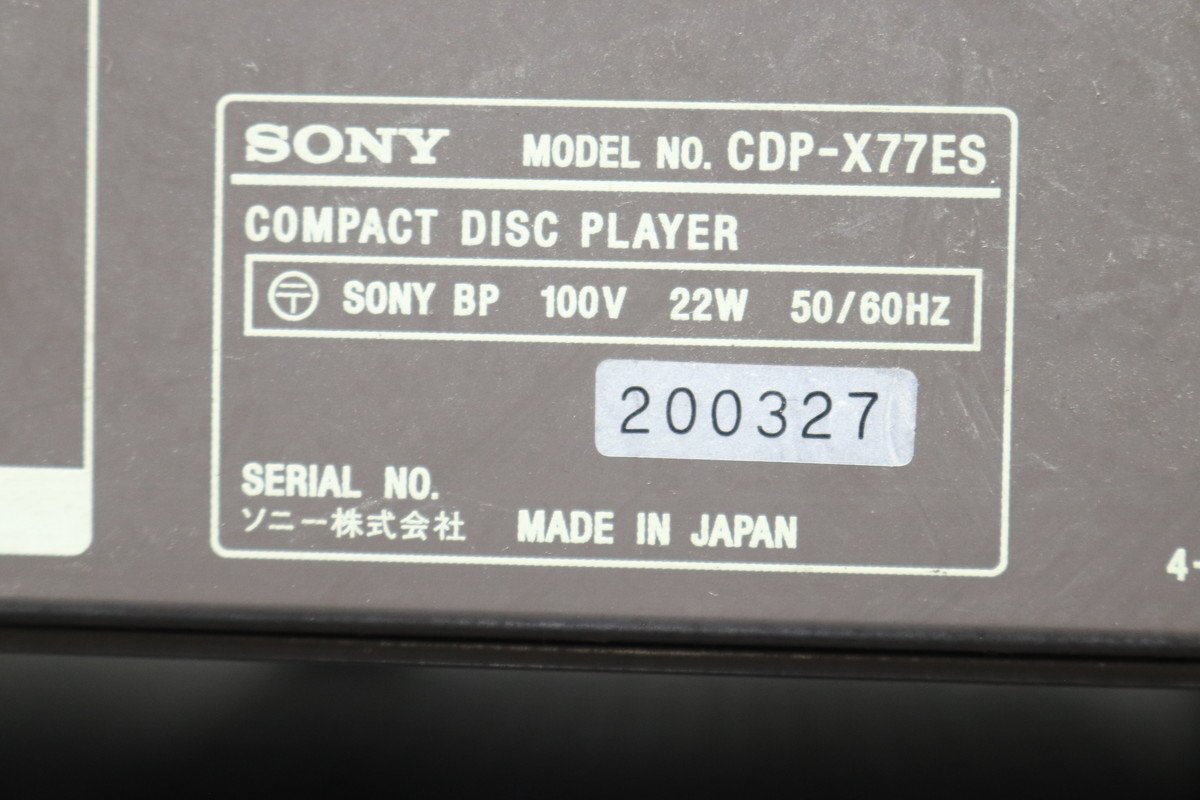 SONY MODEL NO. CDP-X77ES
COMPACT DISC PLAYER
〶 SONY BP 100V 22W 50/60Hz
200327
SERIAL NO.
ソニー株式会社 MADE IN JAPAN
4-